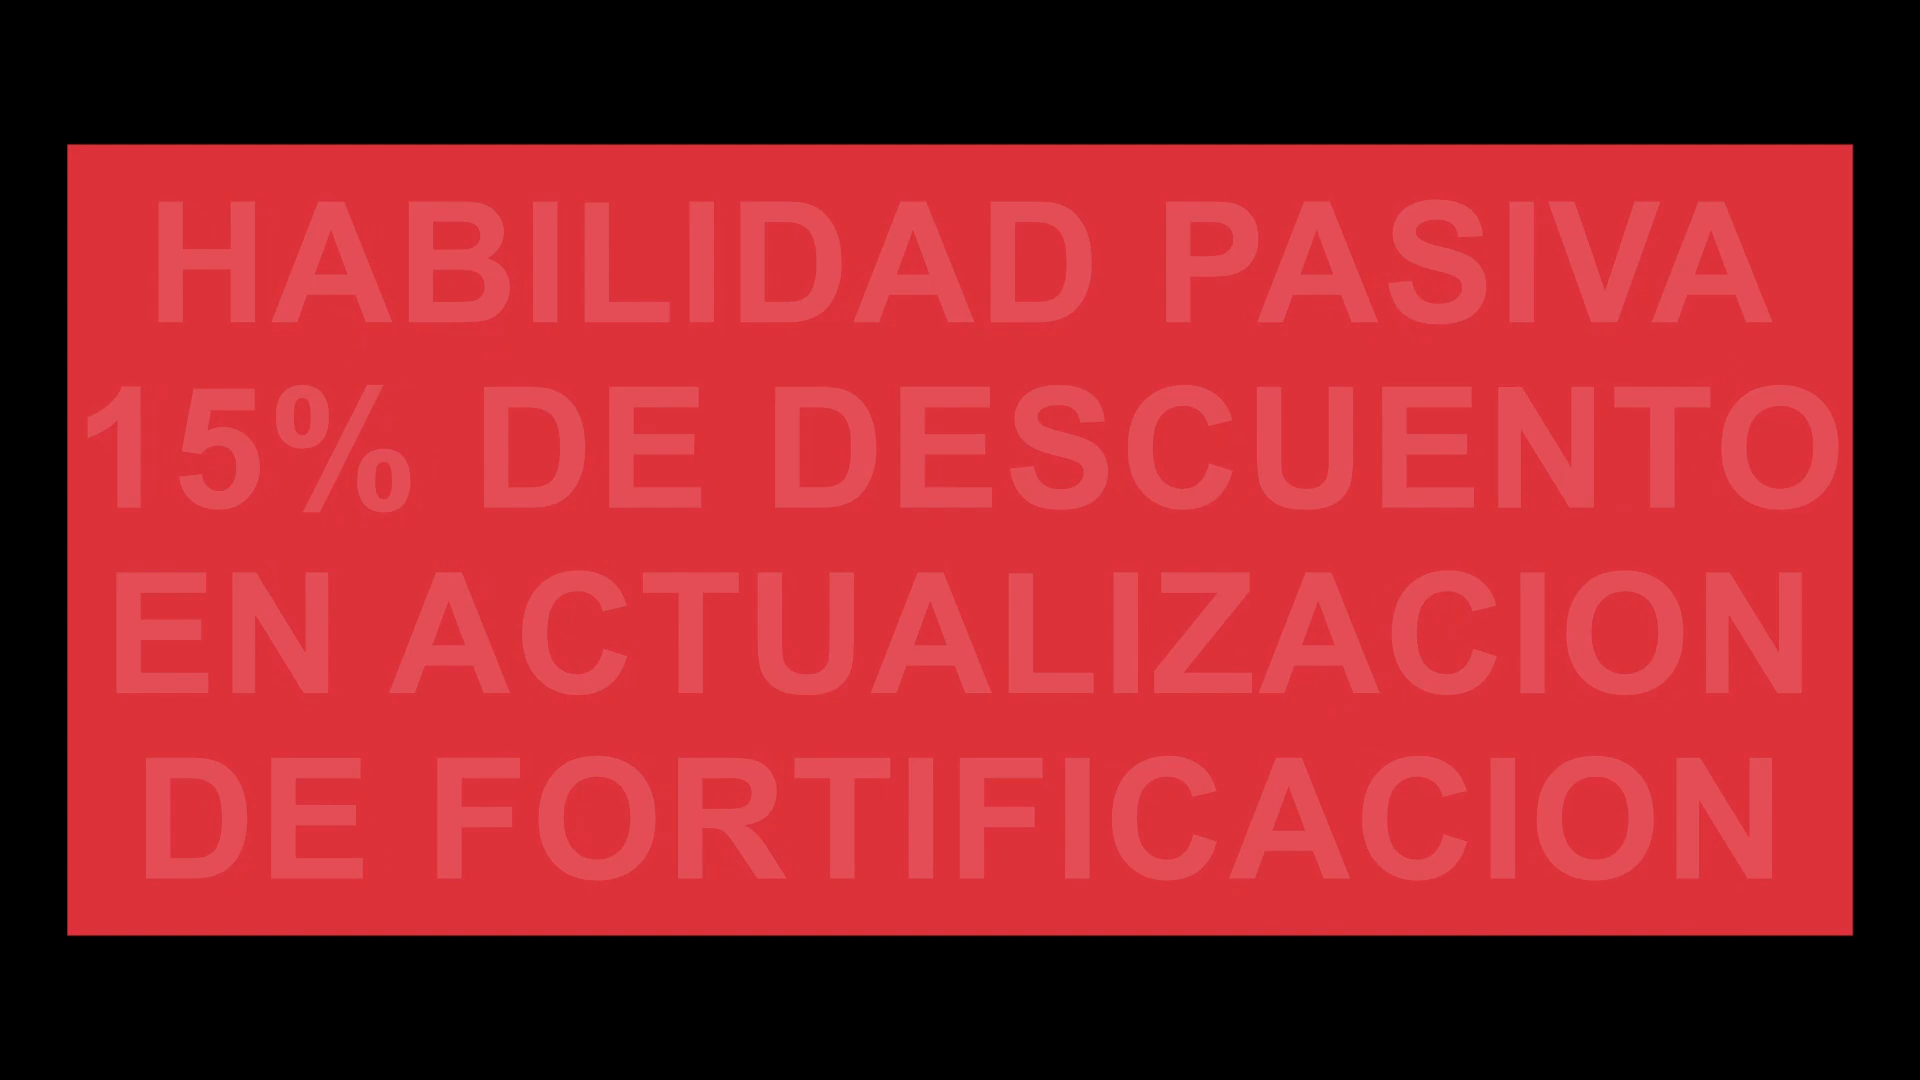 HABILIDAD PASIVA
15% DE DESCUENTO
EN ACTUALIZACION
DE FORTIFICACION